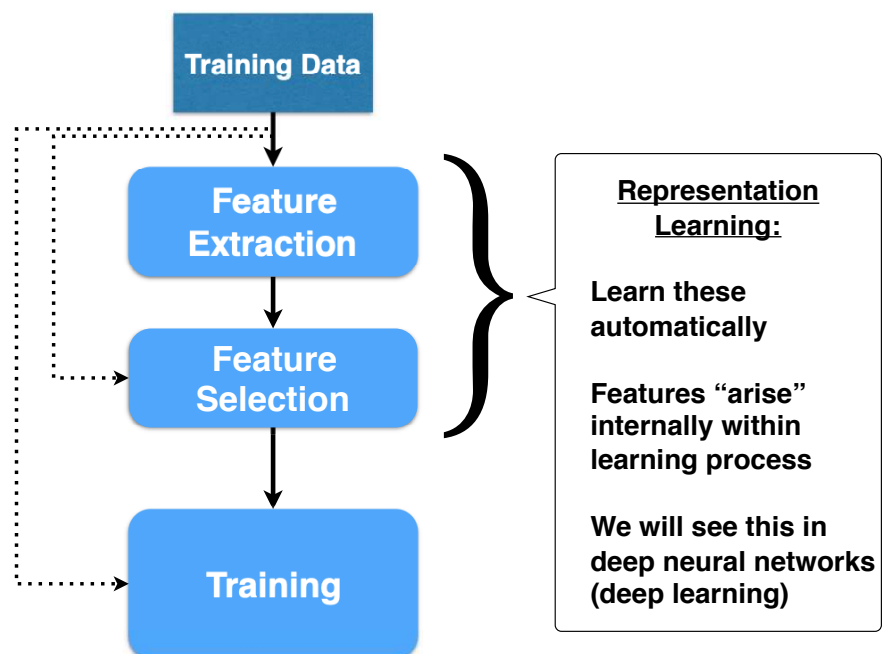 Training Data
Feature
Extraction
Feature
Selection
Training
Representation
Learning:
Learn these
automatically
Features “arise”
internally within
learning process
We will see this in
deep neural networks
(deep learning)